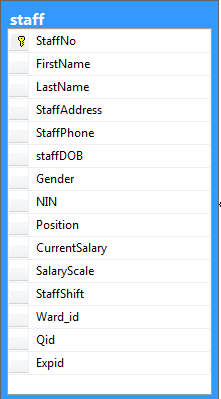 staff
StaffNo
FirstName
LastName
StaffAddress
StaffPhone
staffDOB
Gender
NIN
Position
CurrentSalary
SalaryScale
StaffShift
Ward_id
Qid
Expid